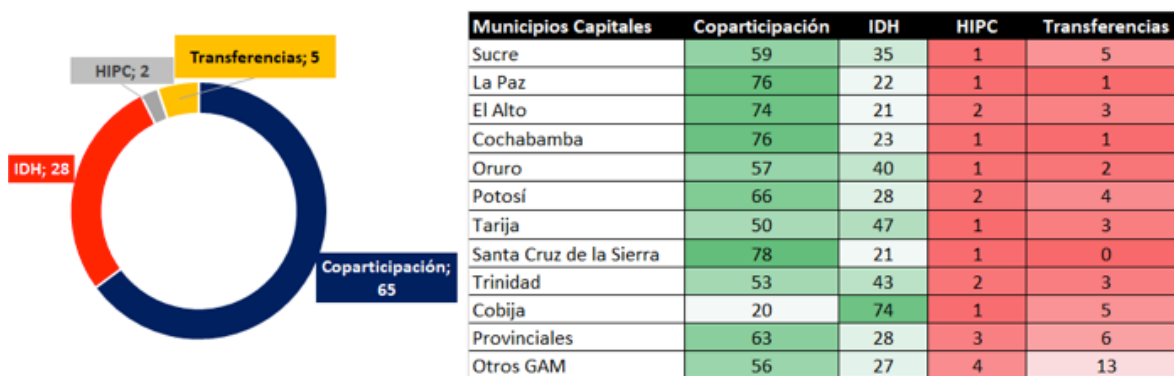 Transferencias; 5
HIPC; 2
IDH; 28
Coparticipación;
65
Municipios Capitales Coparticipación IDH HIPC Transferencias
Sucre 59 35 1 5
La Paz 76 22 1 1
El Alto 74 21 2 3
Cochabamba 76 23 1 1
Oruro 57 40 1 2
Potosí 66 28 2 4
Tarija 50 47 1 3
Santa Cruz de la Sierra 78 21 1 0
Trinidad 53 43 2 3
Cobija 20 74 1 5
Provinciales 63 28 3 6
Otros GAM 56 27 4 13